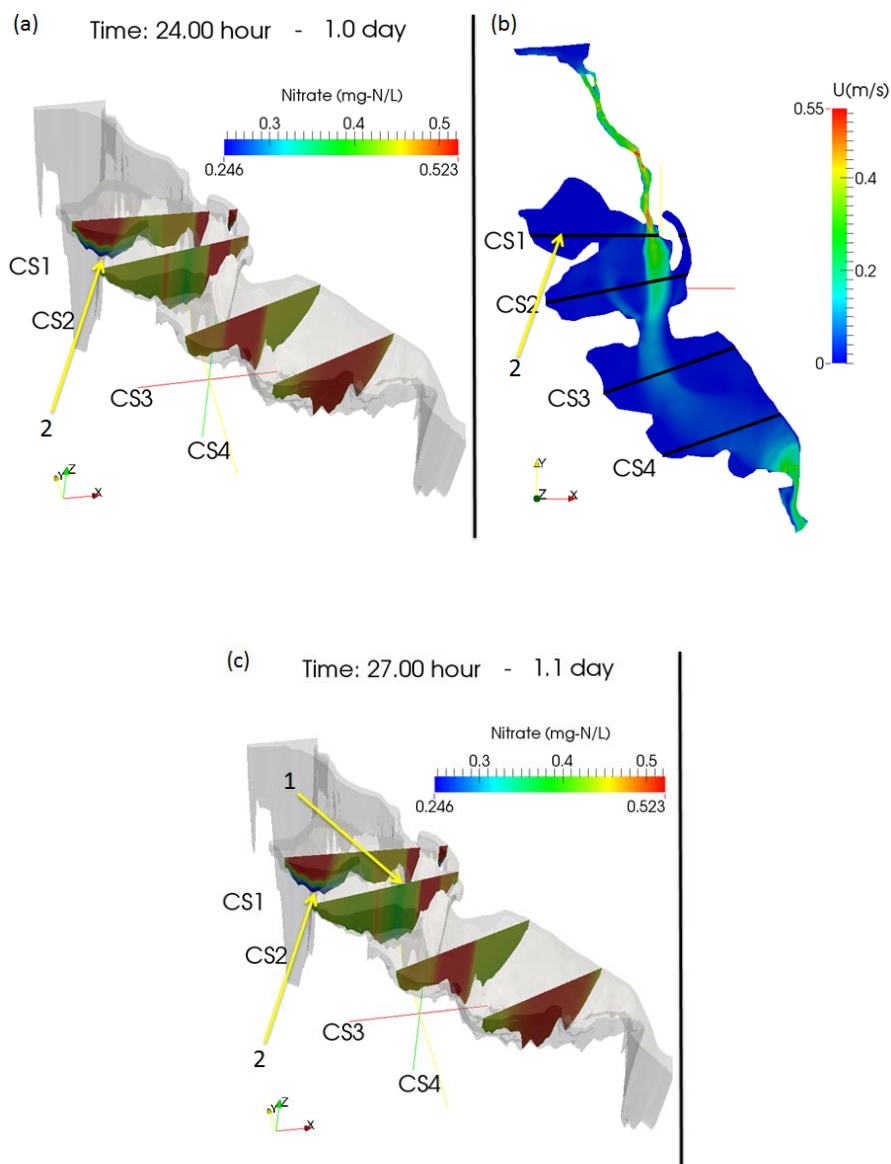 (a) Time: 24.00 hour - 1.0 day
Nitrate (mg-N/L)
0.3 0.4 0.5
0.246 0.523
CS1
CS2
CS3
CS4
2
Y Z X
(b)
U(m/s)
0.55
0.4
0.2
0
CS1
CS2
2
CS3
CS4
Y
Z X
(c) Time: 27.00 hour - 1.1 day
Nitrate (mg-N/L)
0.3 0.4 0.5
0.246 0.523
1
CS1
CS2
CS3
2
CS4
Y Z X